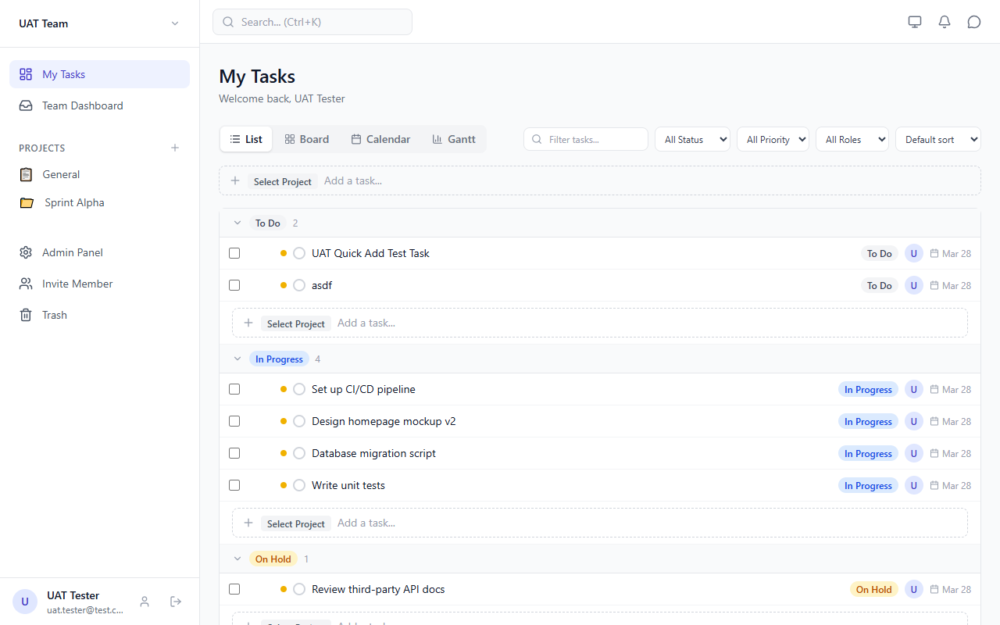 UAT Team
Search... (Ctrl+K)
My Tasks
Team Dashboard
PROJECTS
General
Sprint Alpha
Admin Panel
Invite Member
Trash
UAT Tester
U
uat.tester@test.c...
My Tasks
Welcome back, UAT Tester
List Board Calendar Gantt Filter tasks... All Status All Priority All Roles Default sort
Select Project Add a task...
To Do 2
UAT Quick Add Test Task To Do U Mar 28
asdf To Do U Mar 28
Select Project Add a task...
In Progress 4
Set up CI/CD pipeline In Progress U Mar 28
Design homepage mockup v2 In Progress U Mar 28
Database migration script In Progress U Mar 28
Write unit tests In Progress U Mar 28
Select Project Add a task...
On Hold 1
Review third-party API docs On Hold U Mar 28